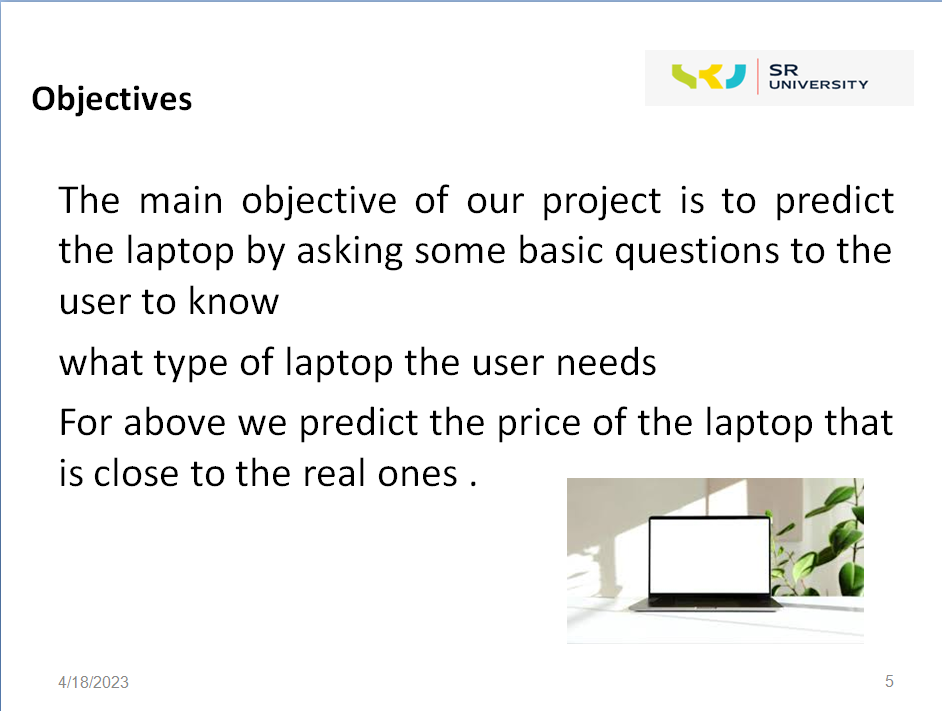 SR
UNIVERSITY
Objectives
The main objective of our project is to predict
the laptop by asking some basic questions to the
user to know
what type of laptop the user needs
For above we predict the price of the laptop that
is close to the real ones .
4/18/2023
5